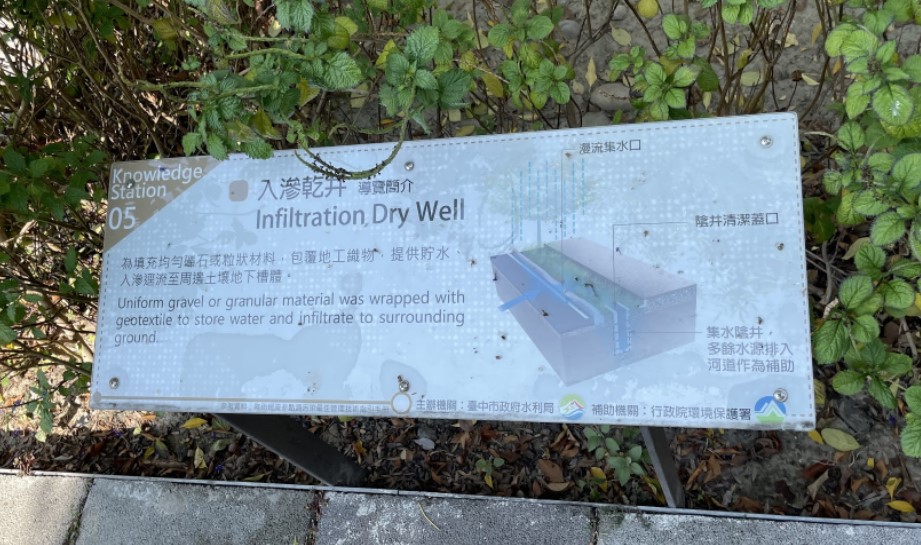 Knowledge
Station
05
入滲乾井 導覽簡介
Infiltration Dry Well
為填充均勻礫石或粒狀材料，包覆地工織物、提供貯水、
入滲逕流至周邊土壤地下槽體。
Uniform gravel or granular material was wrapped with
geotextile to store water and infiltrate to surrounding
ground.
逕流集水口
陰井清潔蓋口
集水陰井，
多餘水源排入
河道作為補助
主辦機關：臺中市政府水利局
補助機關：行政院環境保護署